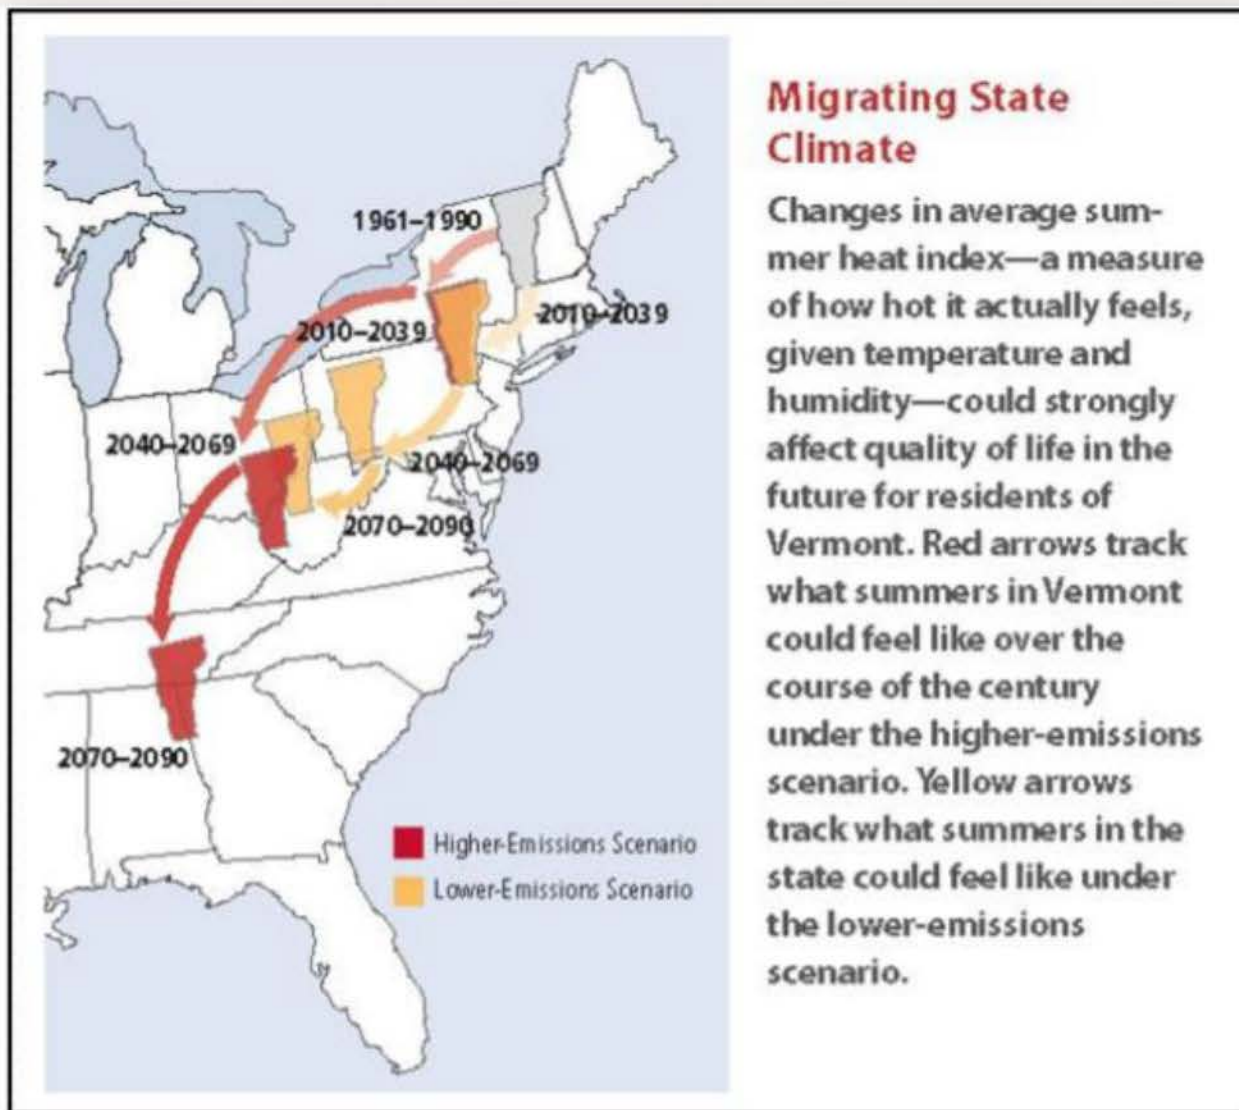 Migrating State
Climate
Changes in average sum-
mer heat index—a measure
of how hot it actually feels,
given temperature and
humidity—could strongly
affect quality of life in the
future for residents of
Vermont. Red arrows track
what summers in Vermont
could feel like over the
course of the century
under the higher-emissions
scenario. Yellow arrows
track what summers in the
state could feel like under
the lower-emissions
scenario.
1961–1990
2010–2039
2010–2039
2040–2069
2040–2069
2070–2090
2070–2090
Higher-Emissions Scenario
Lower-Emissions Scenario